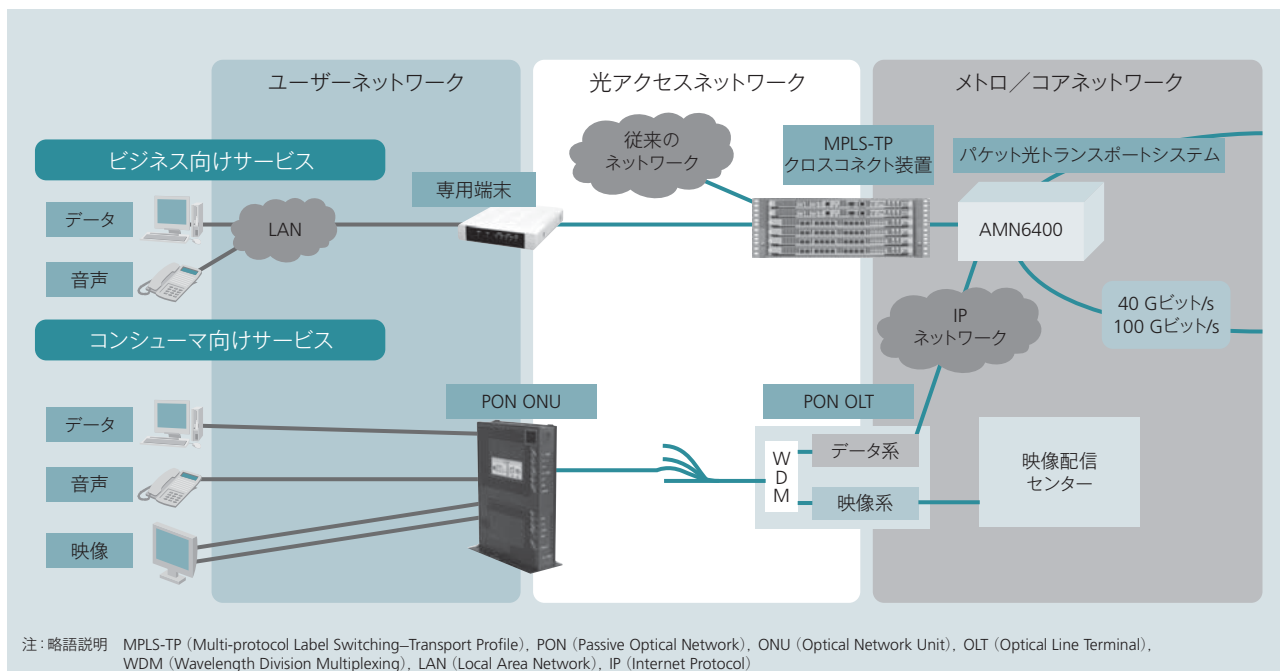 ユーザーネットワーク
光アクセスネットワーク
メトロ／コアネットワーク
ビジネス向けサービス
データ
音声
LAN
専用端末
従来の
ネットワーク
MPLS-TP
クロスコネクト装置
パケット光トランスポートシステム
AMN6400
40 Gビット/s
100 Gビット/s
IP
ネットワーク
コンシューマ向けサービス
データ
音声
映像
PON ONU
PON OLT
WDM
データ系
映像系
映像配信
センター
注：略語説明　MPLS-TP（Multi-protocol Label Switching–Transport Profile），PON（Passive Optical Network），ONU（Optical Network Unit），OLT（Optical Line Terminal），
WDM（Wavelength Division Multiplexing），LAN（Local Area Network），IP（Internet Protocol）